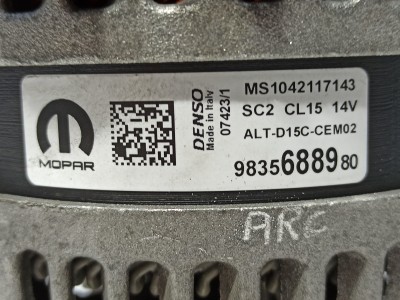 MOPAR
DENSO
Made in Italy
07423/1
MS1042117143
SC2 CL15 14V
ALT-D15C-CEM02
9835688980
ARC